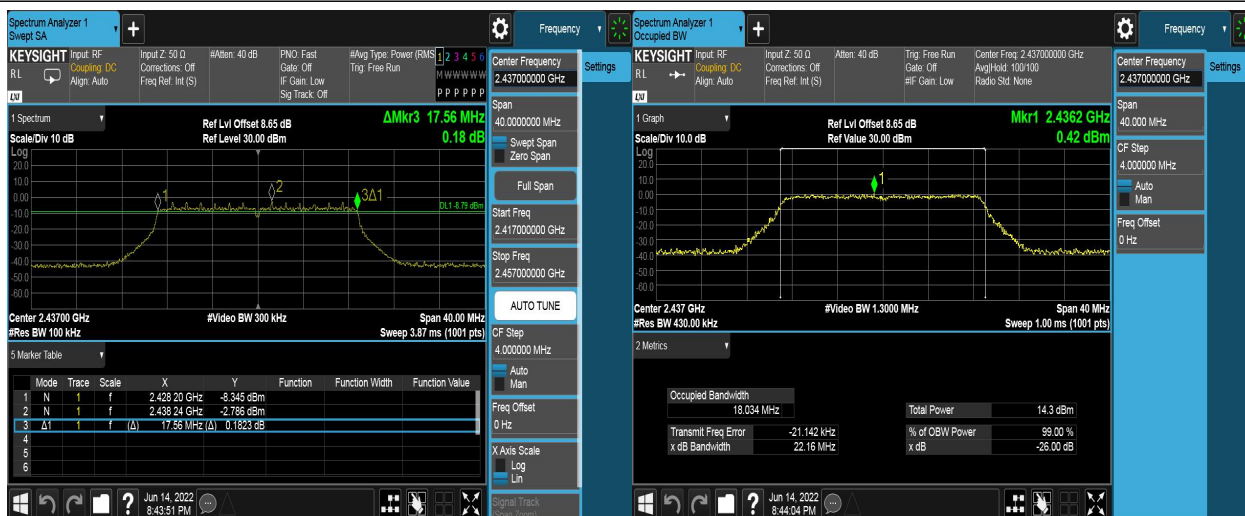 Spectrum Analyzer 1
Swept SA
Frequency
KEYSIGHT
RL
LXI
Input: RF
Coupling: DC
Align: Auto
Input Z: 50 Ω
Corrections: Off
Freq Ref: Int (S)
#Atten: 40 dB
PNO: Fast
Gate: Off
IF Gain: Low
Sig Track: Off
#Avg Type: Power (RMS
Trig: Free Run
1 2 3 4 5 6
M W W W W W
P P P P P P
1 Spectrum
Scale/Div 10 dB
Ref Lvl Offset 8.65 dB
Ref Level 30.00 dBm
ΔMkr3 17.56 MHz
0.18 dB
Log
20.0
10.0
0.00
-10.0
-20.0
-30.0
-40.0
-50.0
-60.0
1
2
3Δ1
DL1 -8.79 dBm
Center 2.43700 GHz
#Res BW 100 kHz
#Video BW 300 kHz
Span 40.00 MHz
Sweep 3.87 ms (1001 pts)
5 Marker Table
Mode Trace Scale X Y Function Function Width Function Value
1 N 1 f 2.428 20 GHz -8.345 dBm
2 N 1 f 2.438 24 GHz -2.786 dBm
3 Δ1 1 f (Δ) 17.56 MHz (Δ) 0.1823 dB
4
5
6
Jun 14, 2022
8:43:51 PM
Center Frequency
2.437000000 GHz
Settings
Span
40.0000000 MHz
Swept Span
Zero Span
Full Span
Start Freq
2.417000000 GHz
Stop Freq
2.457000000 GHz
AUTO TUNE
CF Step
4.000000 MHz
Auto
Man
Freq Offset
0 Hz
X Axis Scale
Log
Lin
Signal Track
(Span Zoom)
Spectrum Analyzer 1
Occupied BW
Frequency
KEYSIGHT
RL
LXI
Input: RF
Coupling: DC
Align: Auto
Input Z: 50 Ω
Corrections: Off
Freq Ref: Int (S)
Atten: 40 dB
Trig: Free Run
Gate: Off
#IF Gain: Low
Center Freq: 2.437000000 GHz
Avg|Hold: 100/100
Radio Std: None
1 Graph
Scale/Div 10.0 dB
Ref Lvl Offset 8.65 dB
Ref Value 30.00 dBm
Mkr1 2.4362 GHz
0.42 dBm
Log
20.0
10.0
0.00
-10.0
-20.0
-30.0
-40.0
-50.0
-60.0
1
Center 2.437 GHz
#Res BW 430.00 kHz
#Video BW 1.3000 MHz
Span 40 MHz
Sweep 1.00 ms (1001 pts)
2 Metrics
Occupied Bandwidth
18.034 MHz
Total Power 14.3 dBm
Transmit Freq Error -21.142 kHz
% of OBW Power 99.00 %
x dB Bandwidth 22.16 MHz
x dB -26.00 dB
Jun 14, 2022
8:44:04 PM
Center Frequency
2.437000000 GHz
Settings
Span
40.000 MHz
CF Step
4.000000 MHz
Auto
Man
Freq Offset
0 Hz